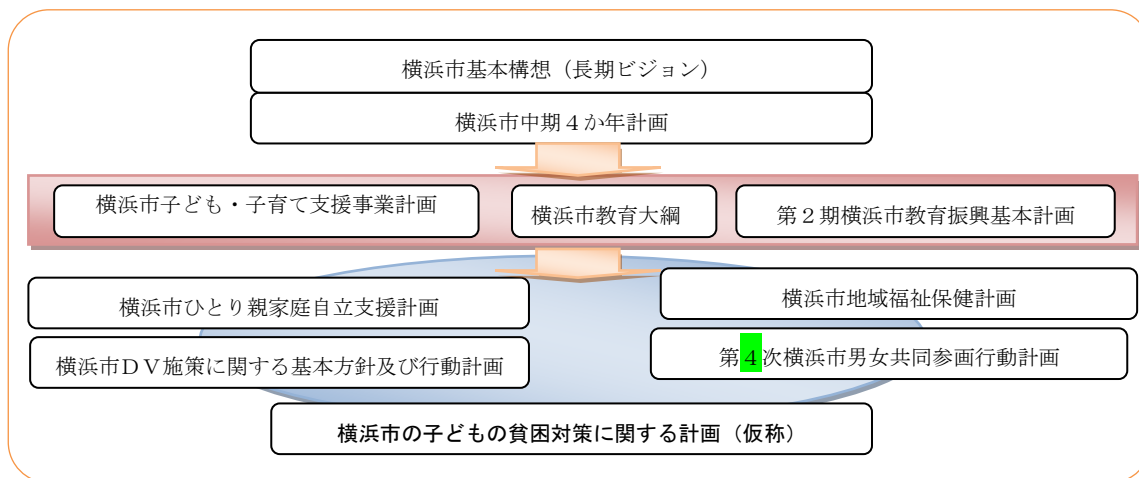 横浜市基本構想（長期ビジョン）
横浜市中期４か年計画
横浜市子ども・子育て支援事業計画
横浜市教育大綱
第２期横浜市教育振興基本計画
横浜市ひとり親家庭自立支援計画
横浜市地域福祉保健計画
横浜市ＤＶ施策に関する基本方針及び行動計画
第４次横浜市男女共同参画行動計画
横浜市の子どもの貧困対策に関する計画（仮称）